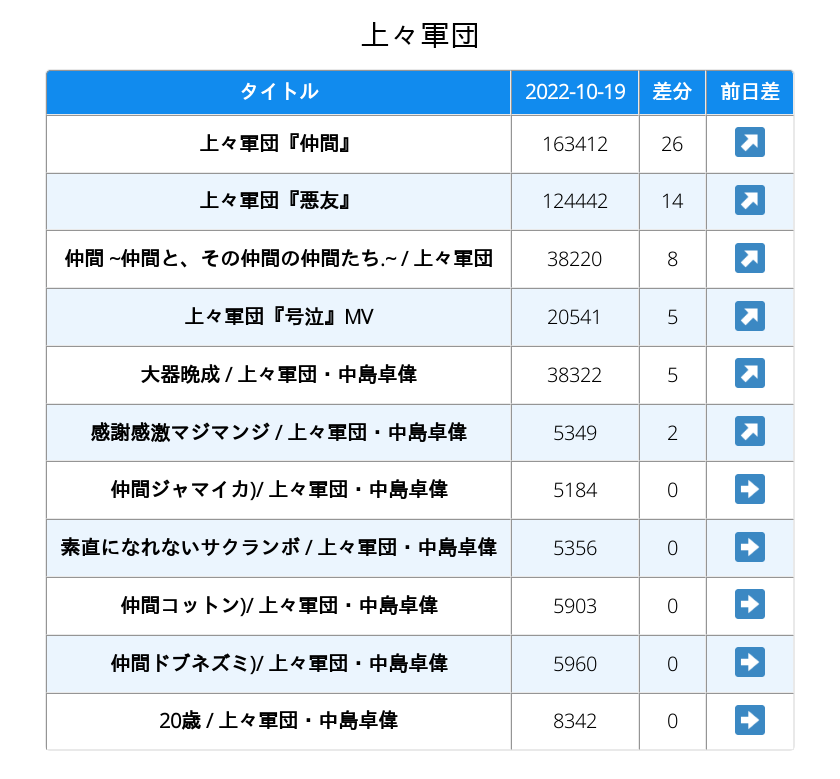 上々軍団
タイトル 2022-10-19 差分 前日差
上々軍団『仲間』 163412 26 ↗
上々軍団『悪友』 124442 14 ↗
仲間 ~仲間と、その仲間の仲間たち.~ / 上々軍団 38220 8 ↗
上々軍団『号泣』MV 20541 5 ↗
大器晩成 / 上々軍団・中島卓偉 38322 5 ↗
感謝感激マジマンジ / 上々軍団・中島卓偉 5349 2 ↗
仲間ジャマイカ)/ 上々軍団・中島卓偉 5184 0 ➡
素直になれないサクランボ / 上々軍団・中島卓偉 5356 0 ➡
仲間コットン)/ 上々軍団・中島卓偉 5903 0 ➡
仲間ドブネズミ)/ 上々軍団・中島卓偉 5960 0 ➡
20歳 / 上々軍団・中島卓偉 8342 0 ➡